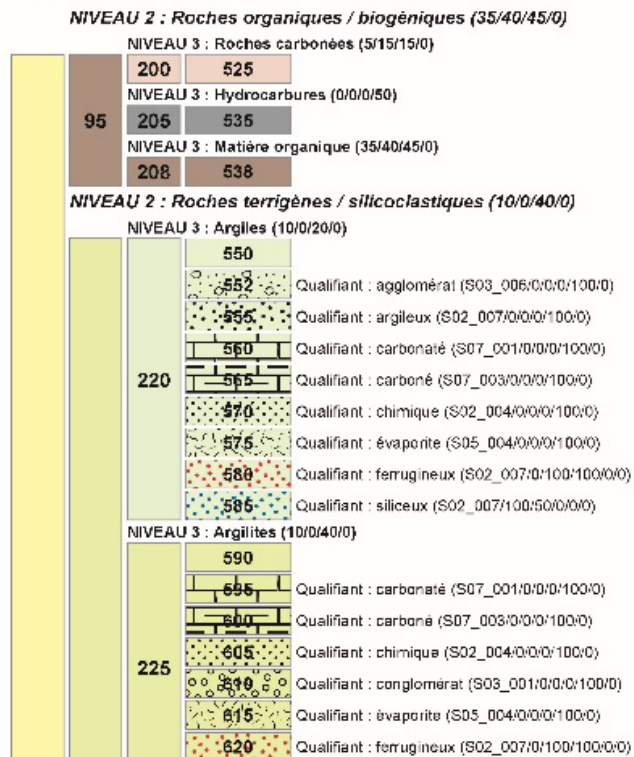 NIVEAU 2 : Roches organiques / biogéniques (35/40/45/0)
NIVEAU 3 : Roches carbonées (5/15/15/0)
200 525
NIVEAU 3 : Hydrocarbures (0/0/0/50)
95 205 535
NIVEAU 3 : Matière organique (35/40/45/0)
208 538
NIVEAU 2 : Roches terrigènes / silicoclastiques (10/0/40/0)
NIVEAU 3 : Argiles (10/0/20/0)
550
552 Qualifiant : agglomérat (S03_006/0/0/0/100/0)
555 Qualifiant : argileux (S02_007/0/0/0/100/0)
560 Qualifiant : carbonaté (S07_001/0/0/0/100/0)
220 565 Qualifiant : carboné (S07_003/0/0/0/100/0)
570 Qualifiant : chimique (S02_004/0/0/0/100/0)
575 Qualifiant : évaporite (S05_004/0/0/0/100/0)
580 Qualifiant : ferrugineux (S02_007/0/100/100/0/0)
585 Qualifiant : siliceux (S02_007/100/50/0/0/0)
NIVEAU 3 : Argilites (10/0/40/0)
590
595 Qualifiant : carbonaté (S07_001/0/0/0/100/0)
600 Qualifiant : carboné (S07_003/0/0/0/100/0)
225 605 Qualifiant : chimique (S02_004/0/0/0/100/0)
610 Qualifiant : conglomérat (S03_001/0/0/0/100/0)
615 Qualifiant : évaporite (S05_004/0/0/0/100/0)
620 Qualifiant : ferrugineux (S02_007/0/100/100/0/0)